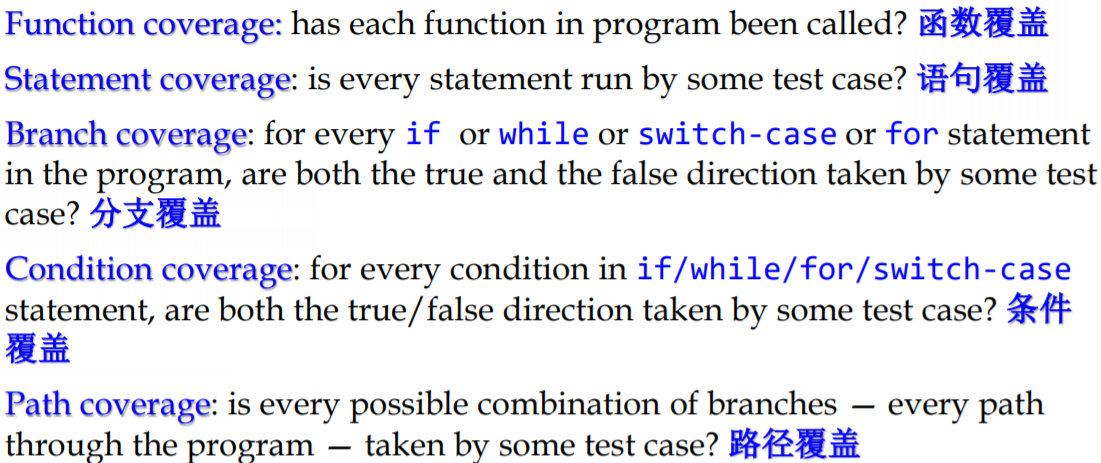 Function coverage: has each function in program been called? 函数覆盖
Statement coverage: is every statement run by some test case? 语句覆盖
Branch coverage: for every if or while or switch-case or for statement
in the program, are both the true and the false direction taken by some test
case? 分支覆盖
Condition coverage: for every condition in if/while/for/switch-case
statement, are both the true/false direction taken by some test case? 条件
覆盖
Path coverage: is every possible combination of branches — every path
through the program — taken by some test case? 路径覆盖